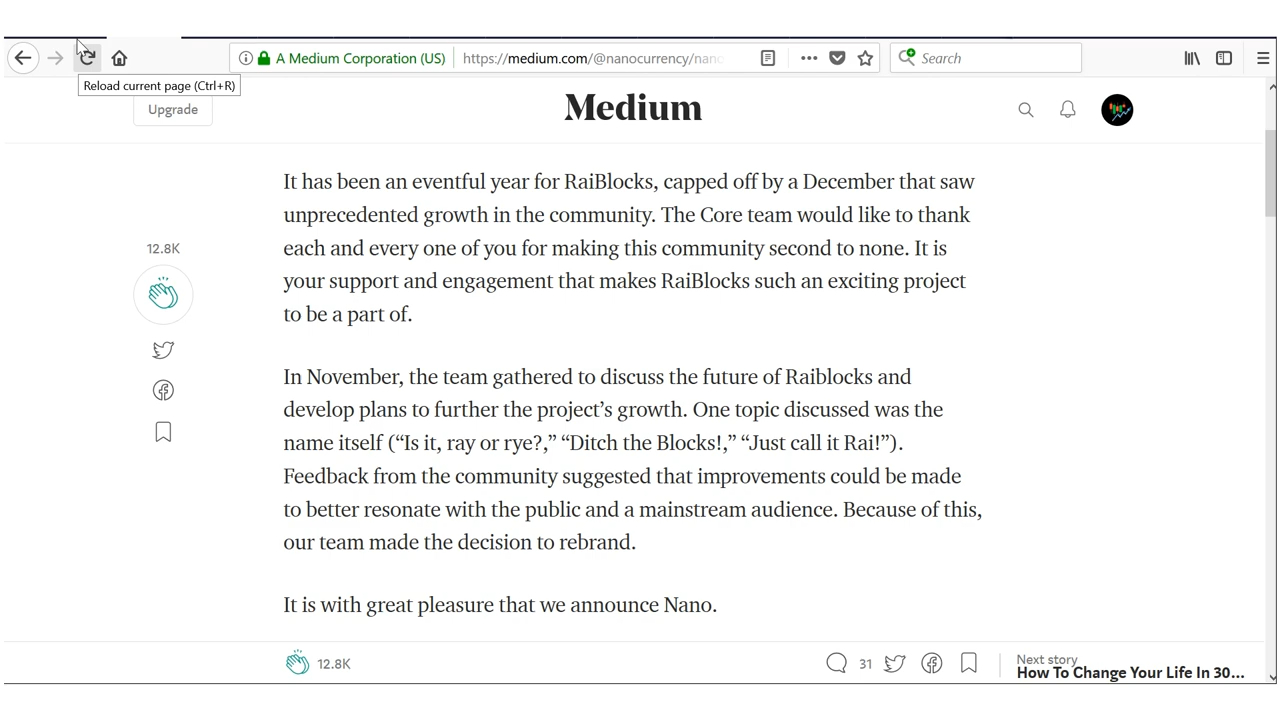 A Medium Corporation (US)
https://medium.com/@nanocurrency/nano
Search
Reload current page (Ctrl+R)
Upgrade
Medium
It has been an eventful year for RaiBlocks, capped off by a December that saw
unprecedented growth in the community. The Core team would like to thank
each and every one of you for making this community second to none. It is
your support and engagement that makes RaiBlocks such an exciting project
to be a part of.
12.8K
In November, the team gathered to discuss the future of Raiblocks and
develop plans to further the project’s growth. One topic discussed was the
name itself (“Is it, ray or rye?,” “Ditch the Blocks!,” “Just call it Rai!”).
Feedback from the community suggested that improvements could be made
to better resonate with the public and a mainstream audience. Because of this,
our team made the decision to rebrand.
It is with great pleasure that we announce Nano.
12.8K
31
Next story
How To Change Your Life In 30...